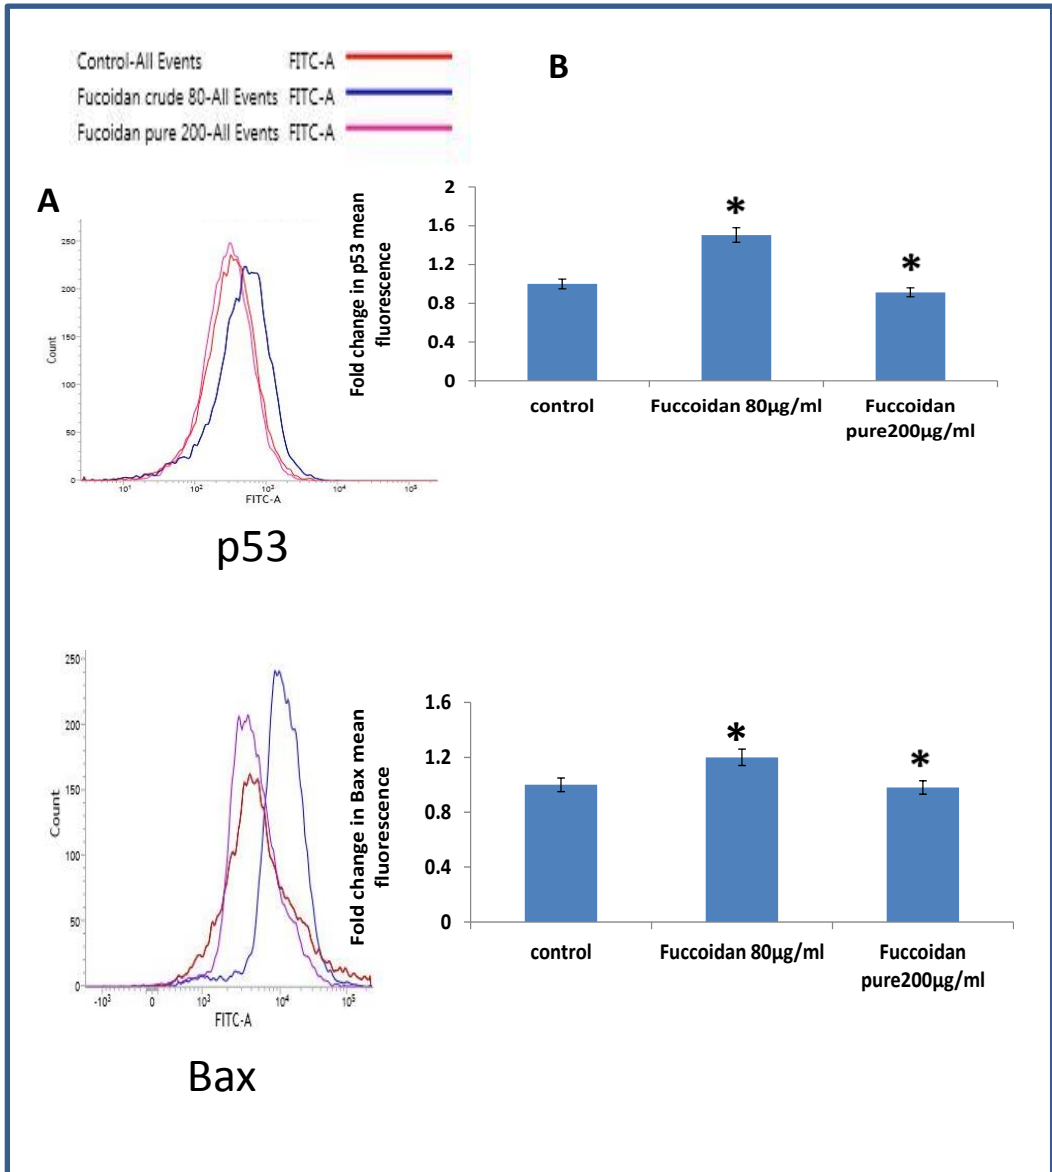 Control-All Events FITC-A
Fucoidan crude 80-All Events FITC-A
Fucoidan pure 200-All Events FITC-A
B
A
250
200
150
100
50
0
Count
10¹ 10² 10³ 10⁴ 10⁵
FITC-A
p53
Fold change in p53 mean
fluorescence
2
1.6
1.2
0.8
0.4
0
*
*
control
Fuccoidan 80µg/ml
Fuccoidan
pure200µg/ml
250
200
150
100
50
0
Count
-10³ 0 10³ 10⁴ 10⁵
FITC-A
Bax
Fold change in Bax mean
fluorescence
1.6
1.2
0.8
0.4
0
*
*
control
Fuccoidan 80µg/ml
Fuccoidan
pure200µg/ml